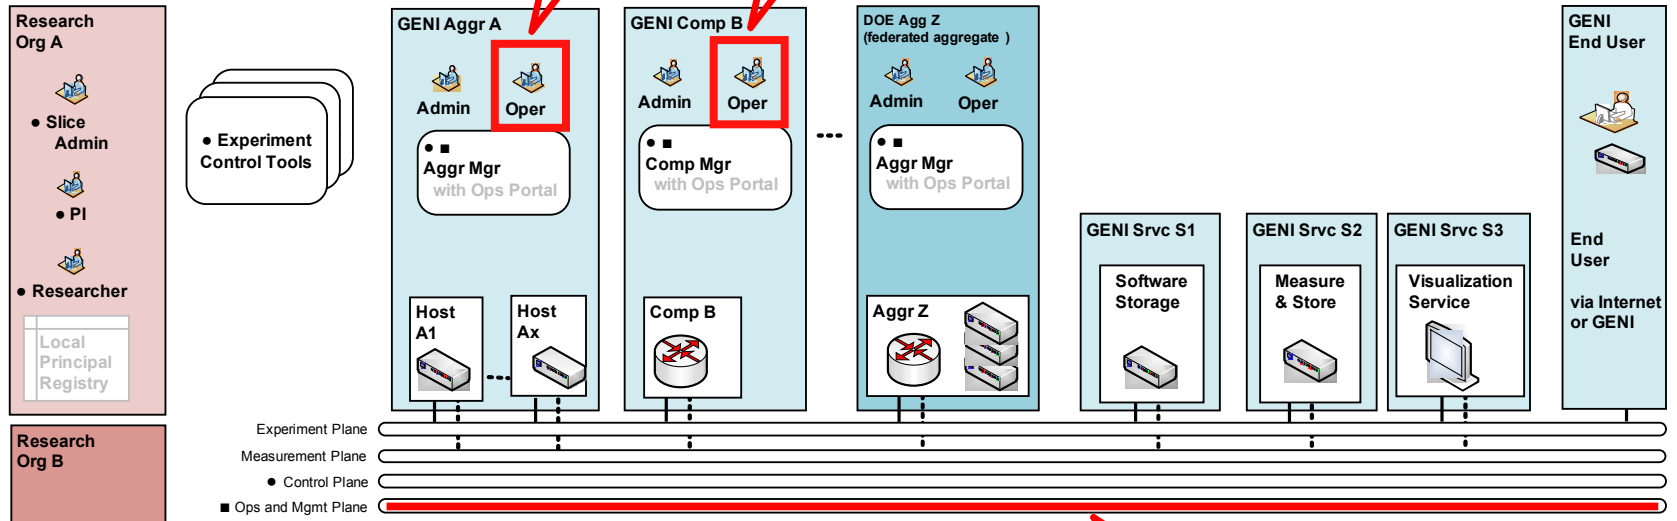 Research
Org A
● Slice
Admin
● PI
● Researcher
Local
Principal
Registry
Research
Org B
● Experiment
Control Tools
GENI Aggr A
Admin
Oper
● ■
Aggr Mgr
with Ops Portal
Host
A1
Host
Ax
GENI Comp B
Admin
Oper
● ■
Comp Mgr
with Ops Portal
Comp B
DOE Agg Z
(federated aggregate )
Admin
Oper
● ■
Aggr Mgr
with Ops Portal
Aggr Z
GENI Srvc S1
Software
Storage
GENI Srvc S2
Measure
& Store
GENI Srvc S3
Visualization
Service
GENI
End User
End
User
via Internet
or GENI
Experiment Plane
Measurement Plane
● Control Plane
■ Ops and Mgmt Plane